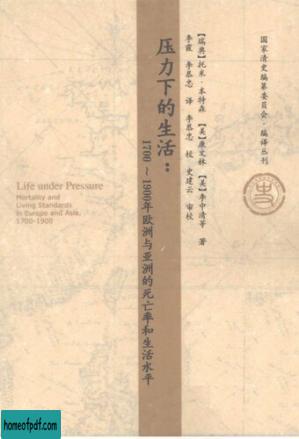 国家清史编纂委员会·编译丛刊
【瑞典】托米·本特森 【美】康文林 【美】李中清等 著
李霞 李恭忠 译 李恭忠 校 史建云 审校
压力下的生活：
1700～1900年欧洲与亚洲的死亡率和生活水平
Life under Pressure
Mortality and
Living Standards
in Europe and Asia,
1700-1900
homeofpdf.com